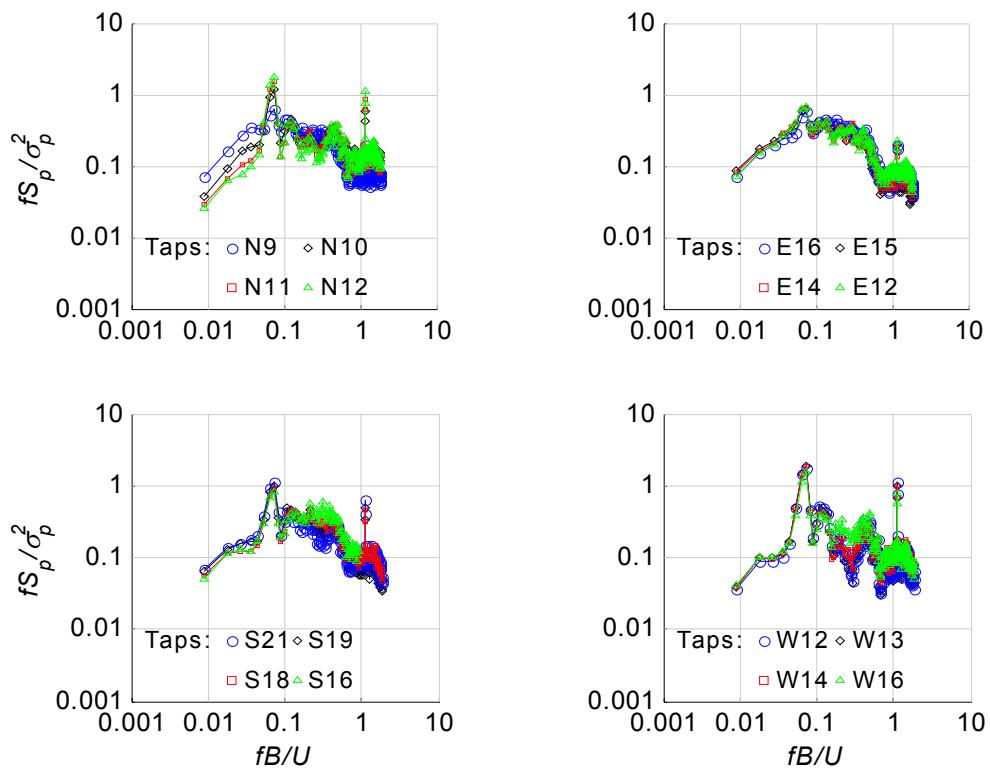 10 10
1 1
fS_p/σ_p^2 0.1 0.1
0.01 0.01
Taps: N9 N10 Taps: E16 E15
N11 N12 E14 E12
0.001 0.001
0.001 0.01 0.1 1 10 0.001 0.01 0.1 1 10
10 10
1 1
fS_p/σ_p^2 0.1 0.1
0.01 0.01
Taps: S21 S19 Taps: W12 W13
S18 S16 W14 W16
0.001 0.001
0.001 0.01 0.1 1 10 0.001 0.01 0.1 1 10
fB/U fB/U